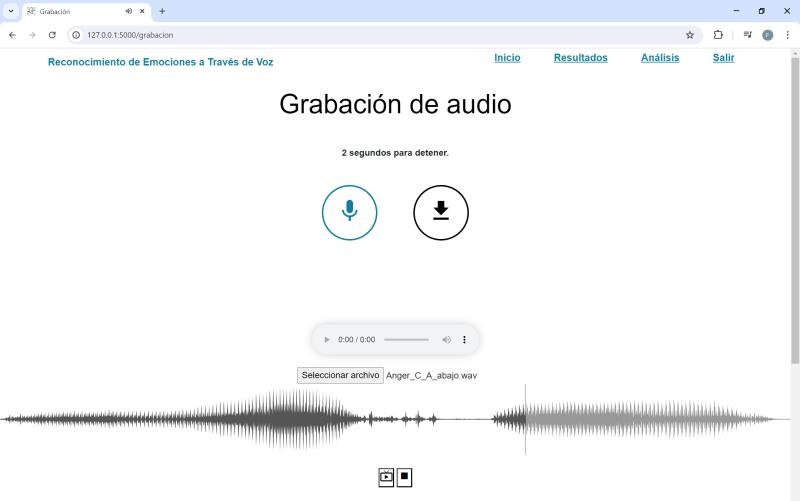 Grabación
127.0.0.1:5000/grabacion
F
Reconocimiento de Emociones a Través de Voz
Inicio
Resultados
Análisis
Salir
Grabación de audio
2 segundos para detener.
0:00 / 0:00
Seleccionar archivo Anger_C_A_abajo.wav